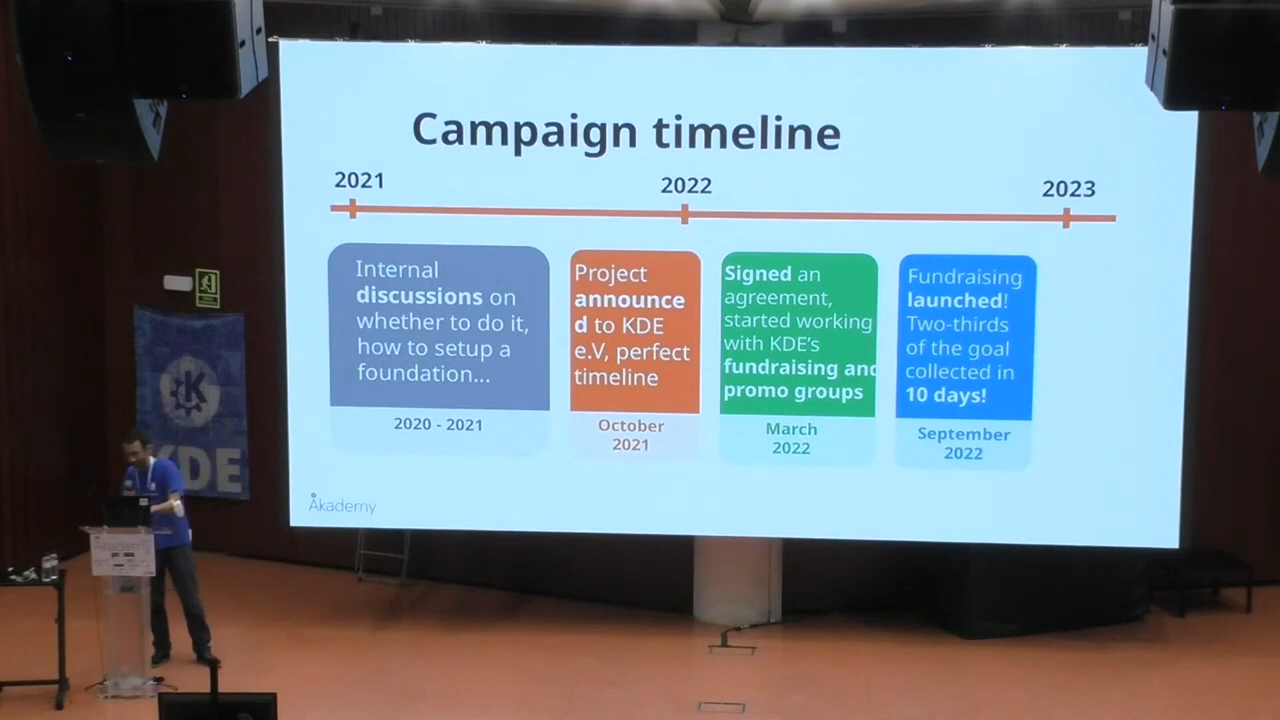 Campaign timeline
2021
2022
2023
Internal
discussions on
whether to do it,
how to setup a
foundation...
2020 - 2021
Project
announce
d to KDE
e.V, perfect
timeline
October
2021
Signed an
agreement,
started working
with KDE's
fundraising and
promo groups
March
2022
Fundraising
launched!
Two-thirds
of the goal
collected in
10 days!
September
2022
Akademy
KDE
Akademy